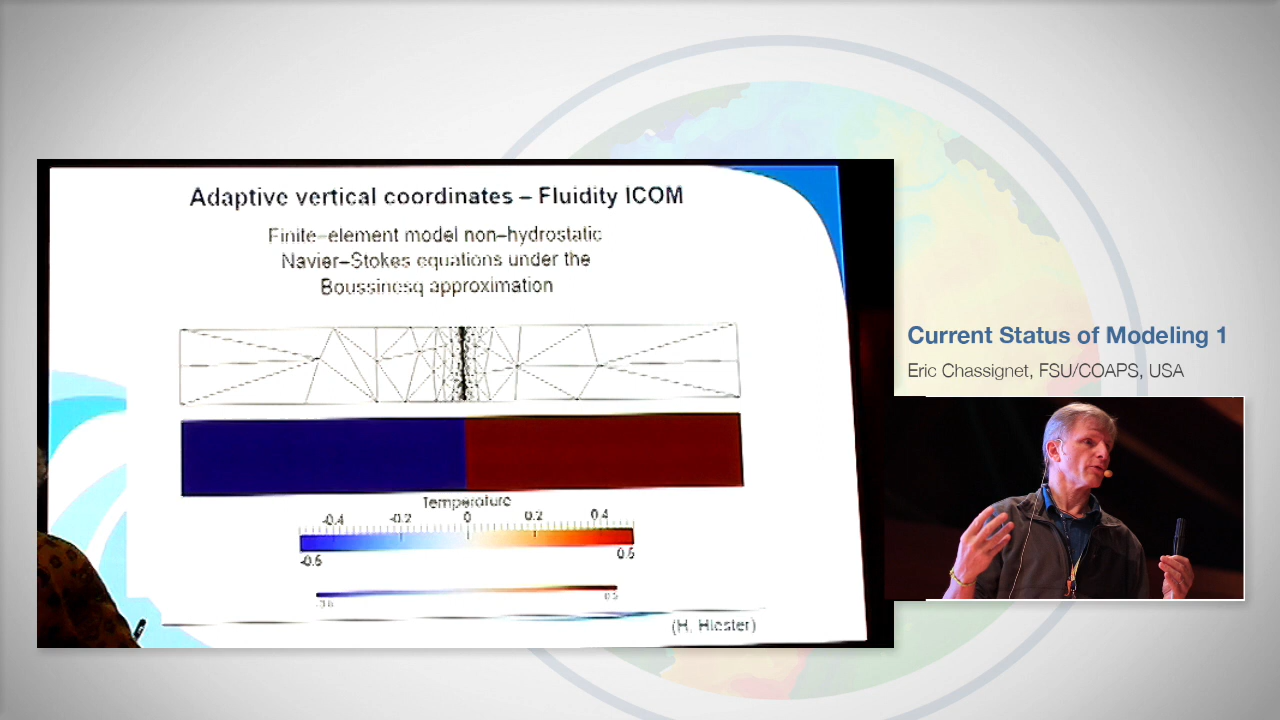 Adaptive vertical coordinates – Fluidity ICOM
Finite–element model non–hydrostatic
Navier–Stokes equations under the
Boussinesq approximation
Temperature
-0.4 -0.2 0 0.2 0.4
-0.5 0.5
0.5
(H. Hiester)
Current Status of Modeling 1
Eric Chassignet, FSU/COAPS, USA